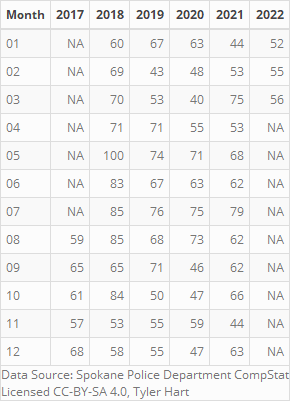 Month 2017 2018 2019 2020 2021 2022
01 NA 60 67 63 44 52
02 NA 69 43 48 53 55
03 NA 70 53 40 75 56
04 NA 71 71 55 53 NA
05 NA 100 74 71 68 NA
06 NA 83 67 63 62 NA
07 NA 85 76 75 79 NA
08 59 85 68 73 62 NA
09 65 65 71 46 62 NA
10 61 84 50 47 66 NA
11 57 53 55 59 44 NA
12 68 58 55 47 63 NA
Data Source: Spokane Police Department CompStat
Licensed CC-BY-SA 4.0, Tyler Hart